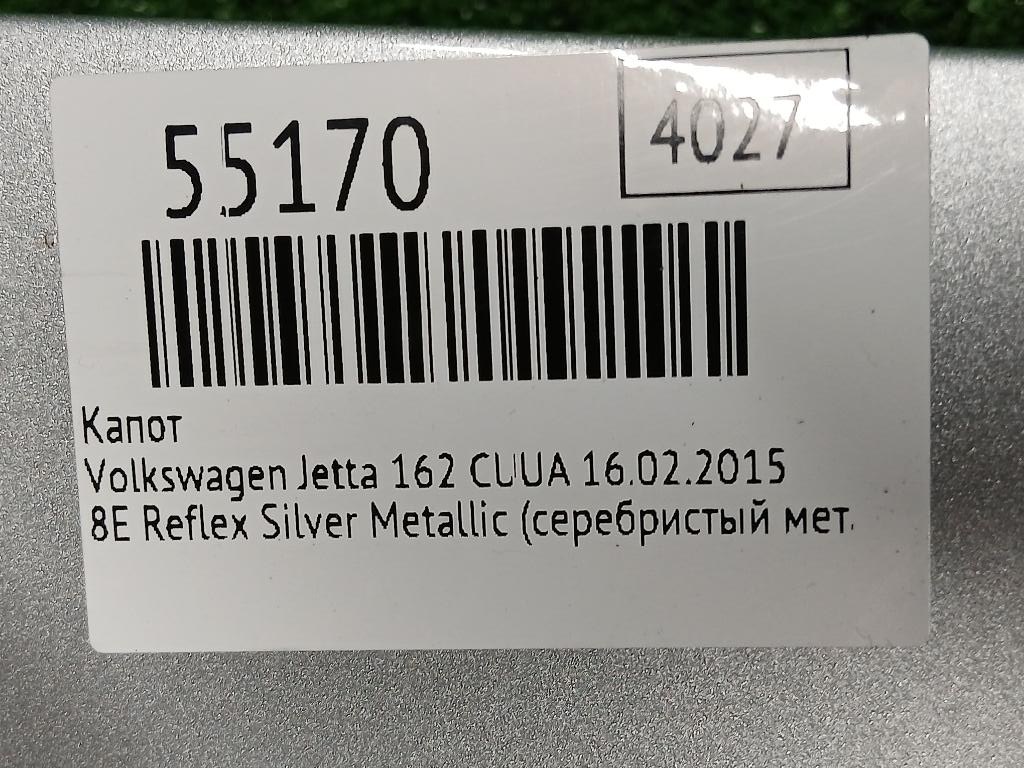 55170
4027
Капот
Volkswagen Jetta 162 CUUA 16.02.2015
8E Reflex Silver Metallic (серебристый мет.